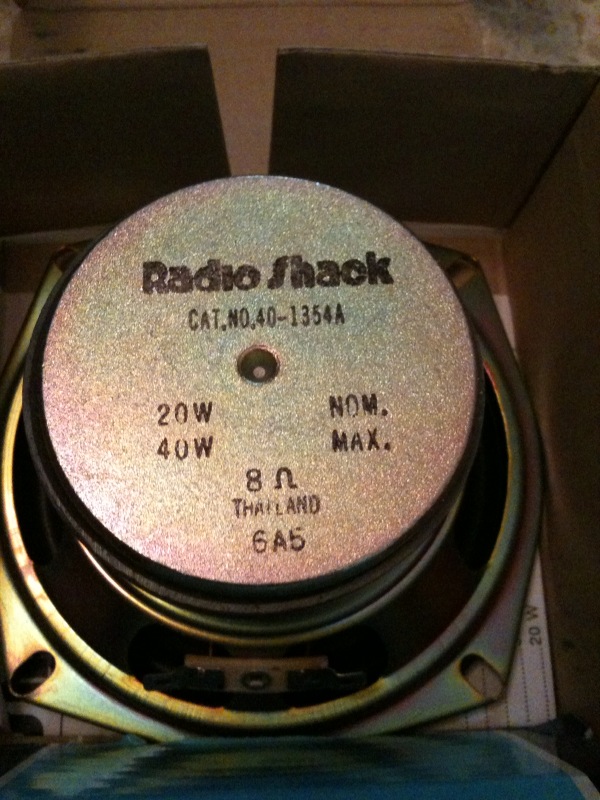 Radio Shack
CAT.NO.40-1354A
20W NOM.
40W MAX.
8 Ω
THAILAND
6A5
20 W